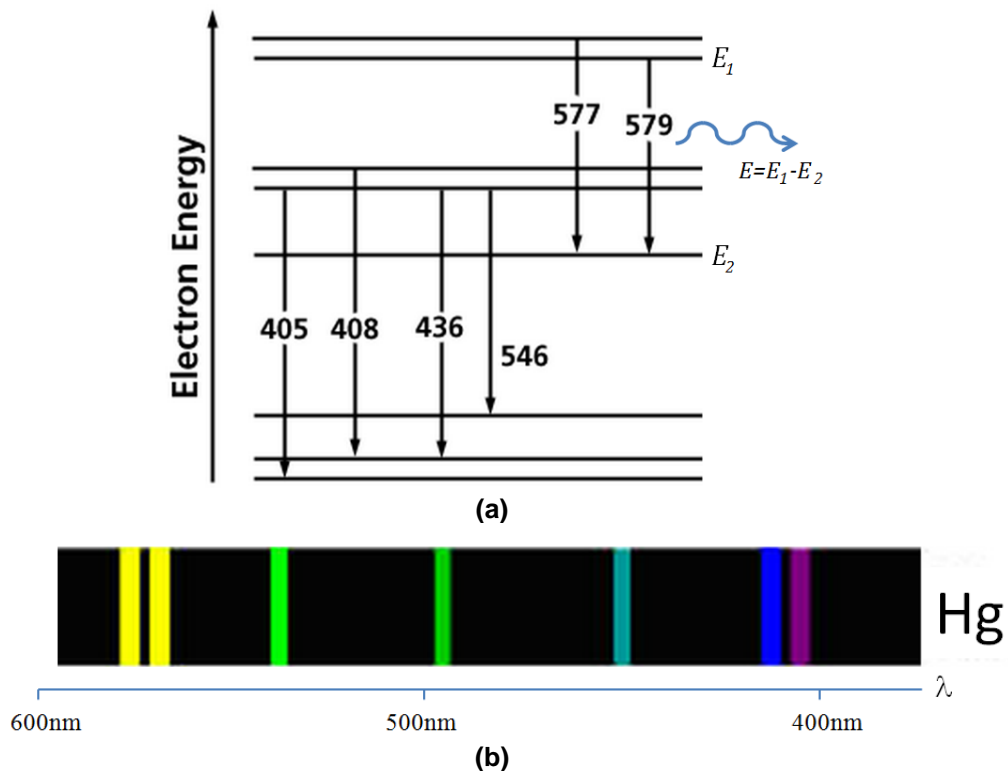 E₁
577
579
E=E₁-E₂
Electron Energy
E₂
405
408
436
546
(a)
Hg
λ
600nm
500nm
400nm
(b)